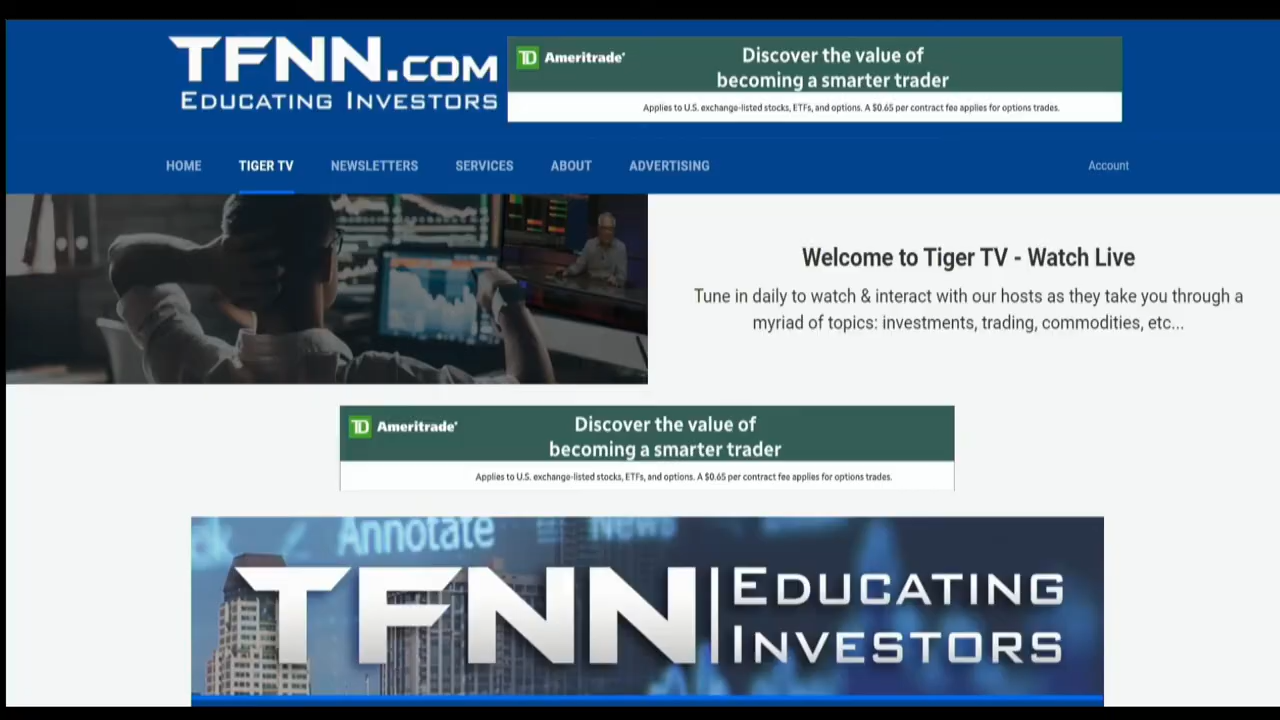 TFNN.COM
EDUCATING INVESTORS
TD Ameritrade
Discover the value of
becoming a smarter trader
Applies to U.S. exchange-listed stocks, ETFs, and options. A $0.65 per contract fee applies for options trades.
HOME TIGER TV NEWSLETTERS SERVICES ABOUT ADVERTISING Account
Welcome to Tiger TV - Watch Live
Tune in daily to watch & interact with our hosts as they take you through a
myriad of topics: investments, trading, commodities, etc...
TD Ameritrade
Discover the value of
becoming a smarter trader
Applies to U.S. exchange-listed stocks, ETFs, and options. A $0.65 per contract fee applies for options trades.
Annotate News
TFNN EDUCATING
INVESTORS